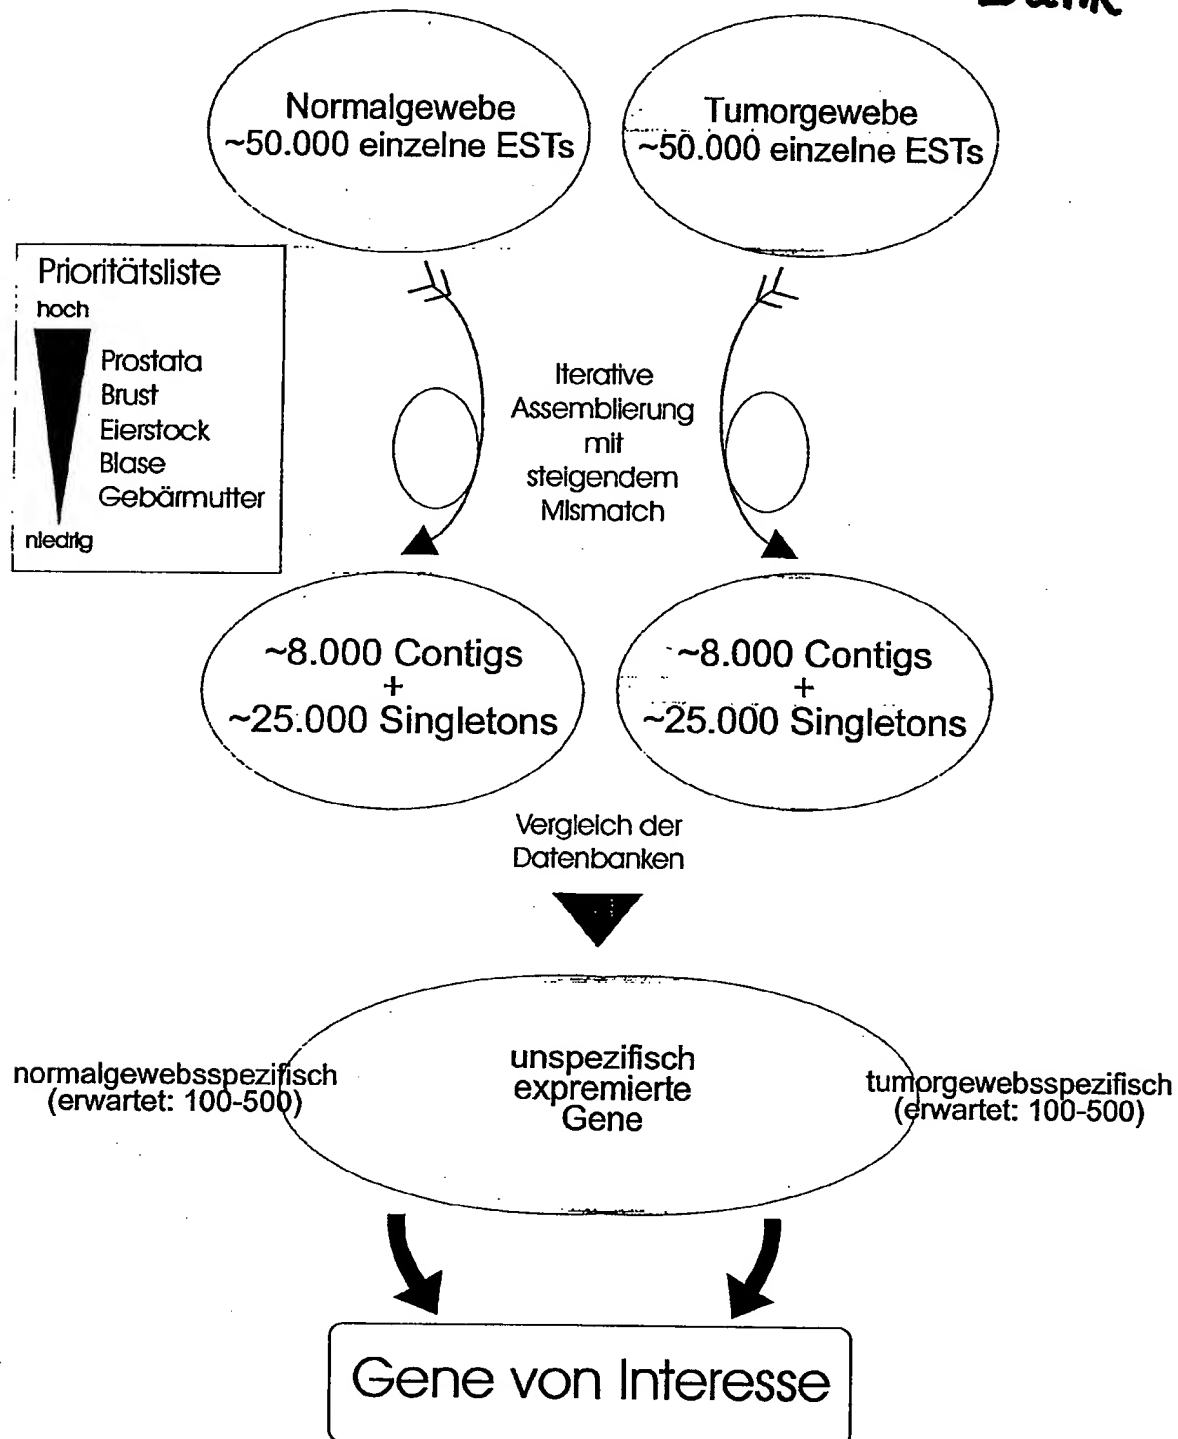 Normalgewebe
~50.000 einzelne ESTs
Tumorgewebe
~50.000 einzelne ESTs
Prioritätsliste
hoch
Prostata
Brust
Eierstock
Blase
Gebärmutter
niedrig
Iterative
Assemblierung
mit
steigendem
Mismatch
~8.000 Contigs
+
~25.000 Singletons
~8.000 Contigs
+
~25.000 Singletons
Vergleich der
Datenbanken
normalgewebsspezifisch
(erwartet: 100-500)
unspezifisch
expremierte
Gene
tumorgewebsspezifisch
(erwartet: 100-500)
Gene von Interesse